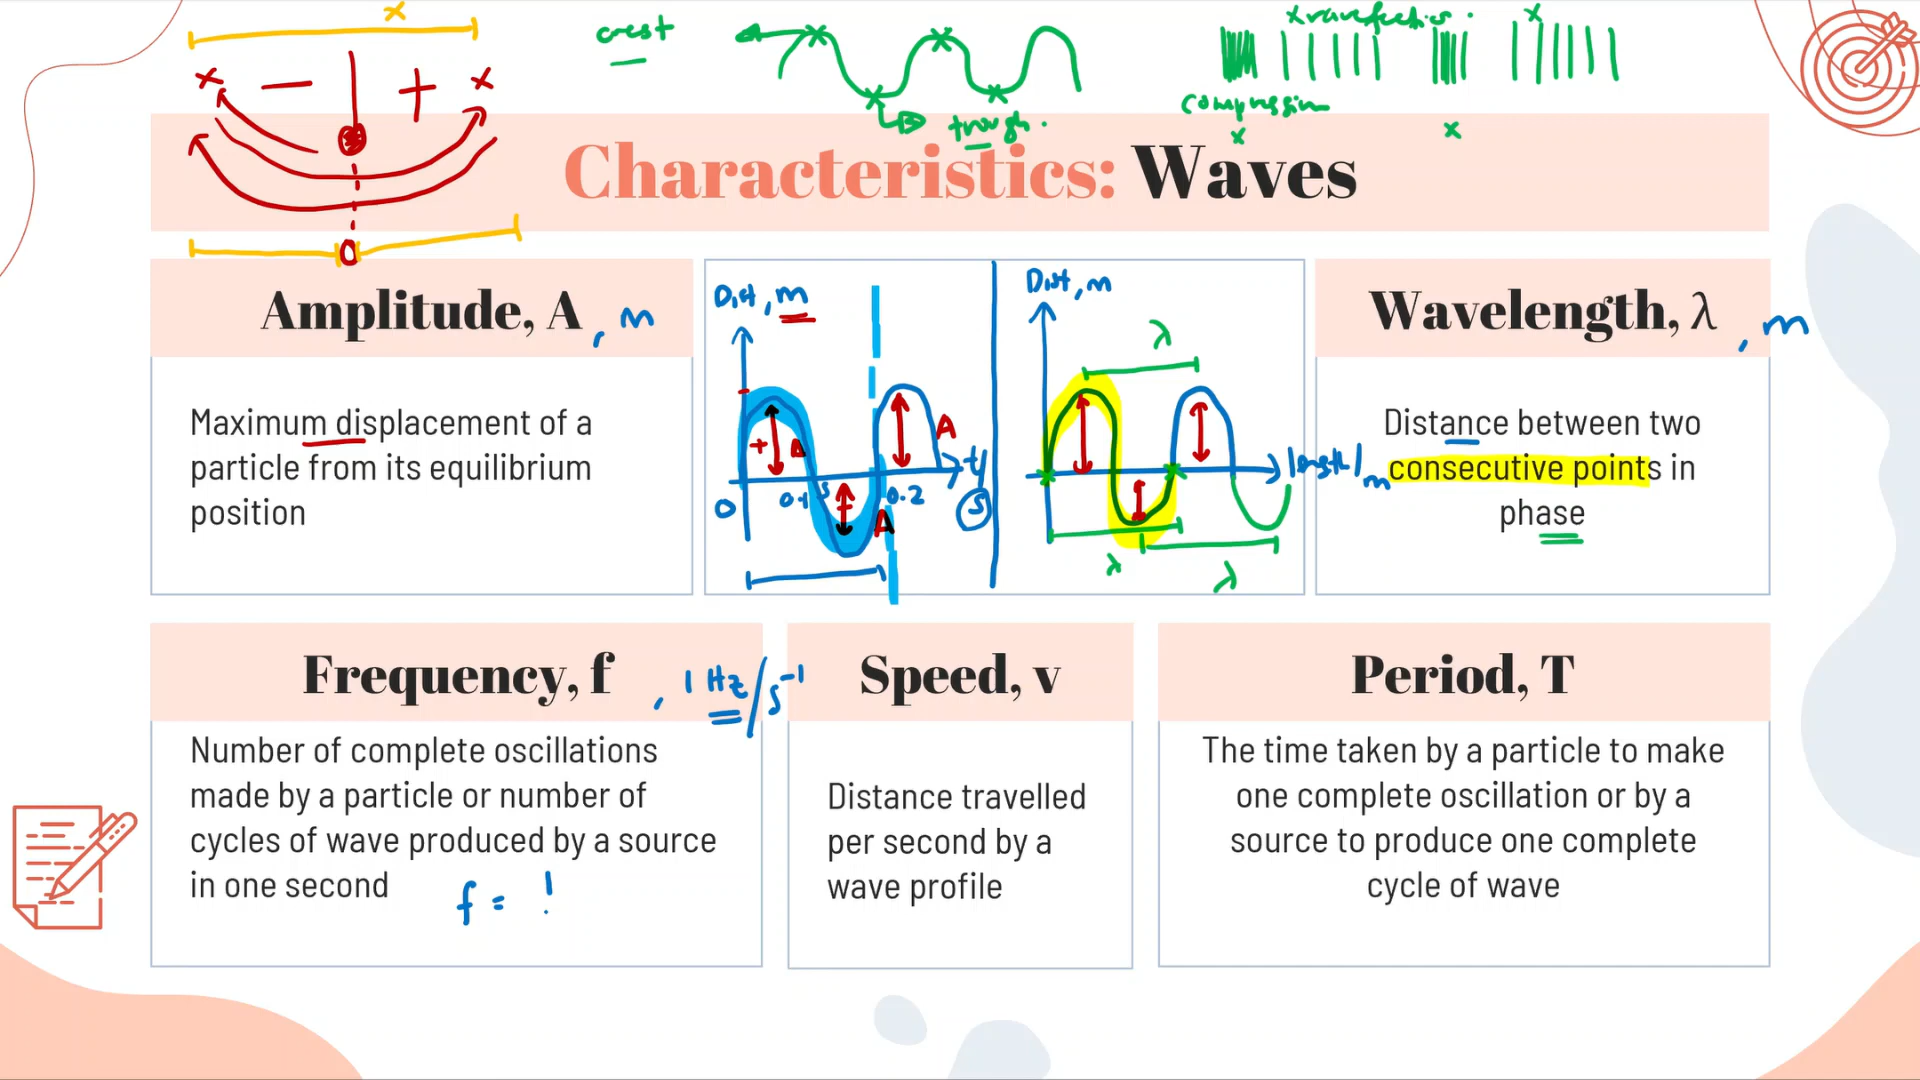 x
crest
xrarefaction.
x
x
−
+
x
compression
trough.
x
x
Characteristics: Waves
0
Amplitude, A , m
Dist, m
Dist, m
Wavelength, λ , m
λ
Maximum displacement of a
particle from its equilibrium
position
+
A
A
t/
0
0.1
s
0.2
(s)
A
length/m
λ
λ
Distance between two
consecutive points in
phase
Frequency, f , 1 Hz/s⁻¹
Speed, v
Period, T
Number of complete oscillations
made by a particle or number of
cycles of wave produced by a source
in one second
f = !
Distance travelled
per second by a
wave profile
The time taken by a particle to make
one complete oscillation or by a
source to produce one complete
cycle of wave